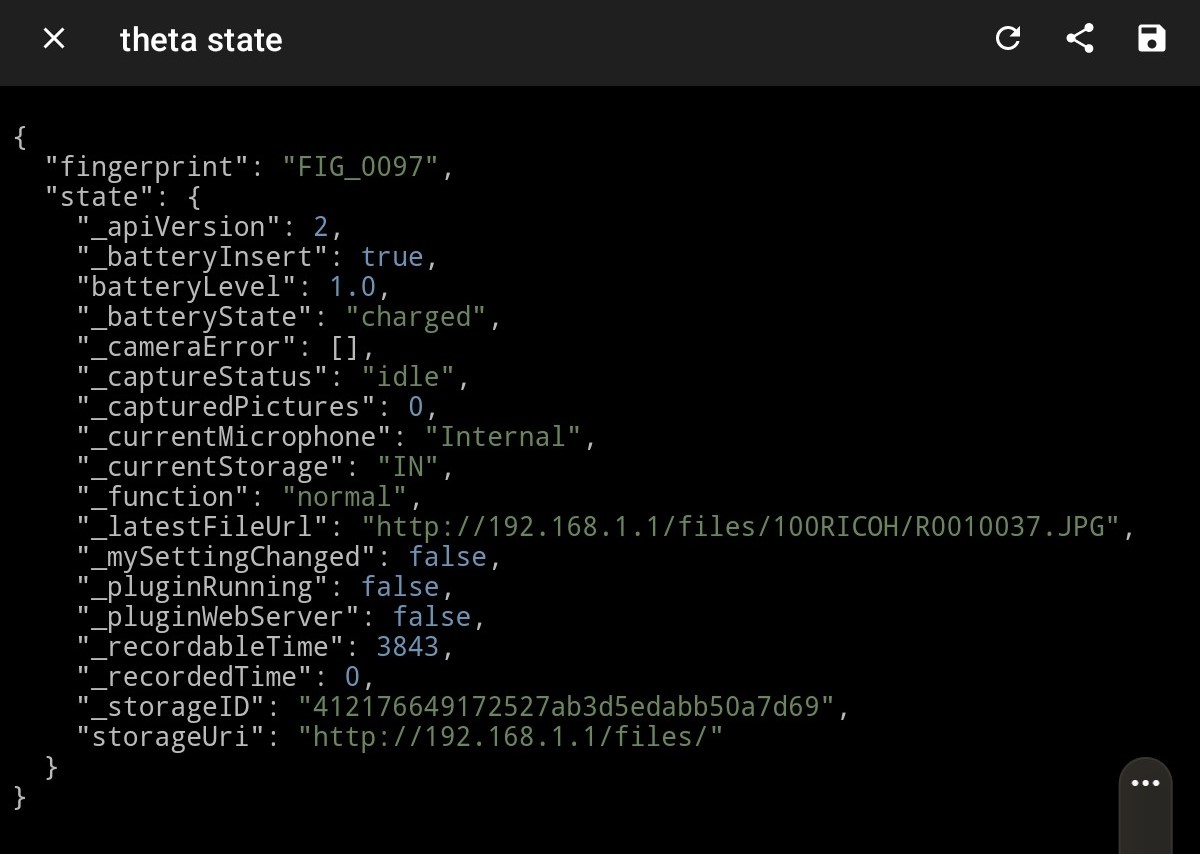 theta state
{
  "fingerprint": "FIG_0097",
  "state": {
    "_apiVersion": 2,
    "_batteryInsert": true,
    "batteryLevel": 1.0,
    "_batteryState": "charged",
    "_cameraError": [],
    "_captureStatus": "idle",
    "_capturedPictures": 0,
    "_currentMicrophone": "Internal",
    "_currentStorage": "IN",
    "_function": "normal",
    "_latestFileUrl": "http://192.168.1.1/files/100RICOH/R0010037.JPG",
    "_mySettingChanged": false,
    "_pluginRunning": false,
    "_pluginWebServer": false,
    "_recordableTime": 3843,
    "_recordedTime": 0,
    "_storageID": "412176649172527ab3d5edabb50a7d69",
    "storageUri": "http://192.168.1.1/files/"
  }
}